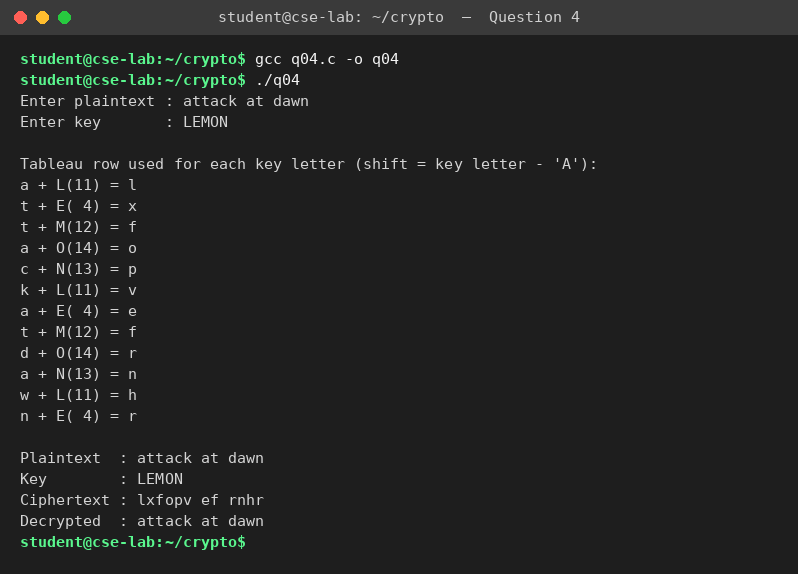 student@cse-lab: ~/crypto  —  Question 4
student@cse-lab:~/crypto$ gcc q04.c -o q04
student@cse-lab:~/crypto$ ./q04
Enter plaintext : attack at dawn
Enter key       : LEMON

Tableau row used for each key letter (shift = key letter - 'A'):
a + L(11) = l
t + E( 4) = x
t + M(12) = f
a + O(14) = o
c + N(13) = p
k + L(11) = v
a + E( 4) = e
t + M(12) = f
d + O(14) = r
a + N(13) = n
w + L(11) = h
n + E( 4) = r

Plaintext  : attack at dawn
Key        : LEMON
Ciphertext : lxfopv ef rnhr
Decrypted  : attack at dawn
student@cse-lab:~/crypto$